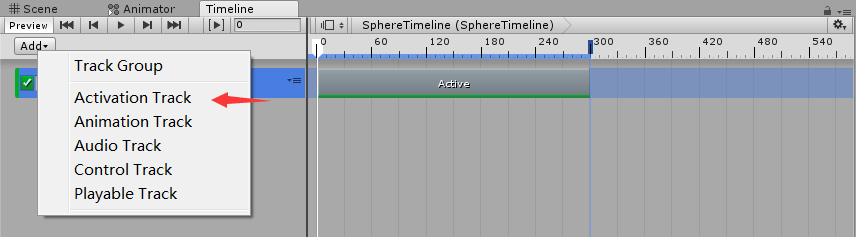 Scene Animator Timeline
Preview 0 SphereTimeline (SphereTimeline)
Add 0 60 120 180 240 300 360 420 480 540
Track Group
Activation Track
Active
Animation Track
Audio Track
Control Track
Playable Track